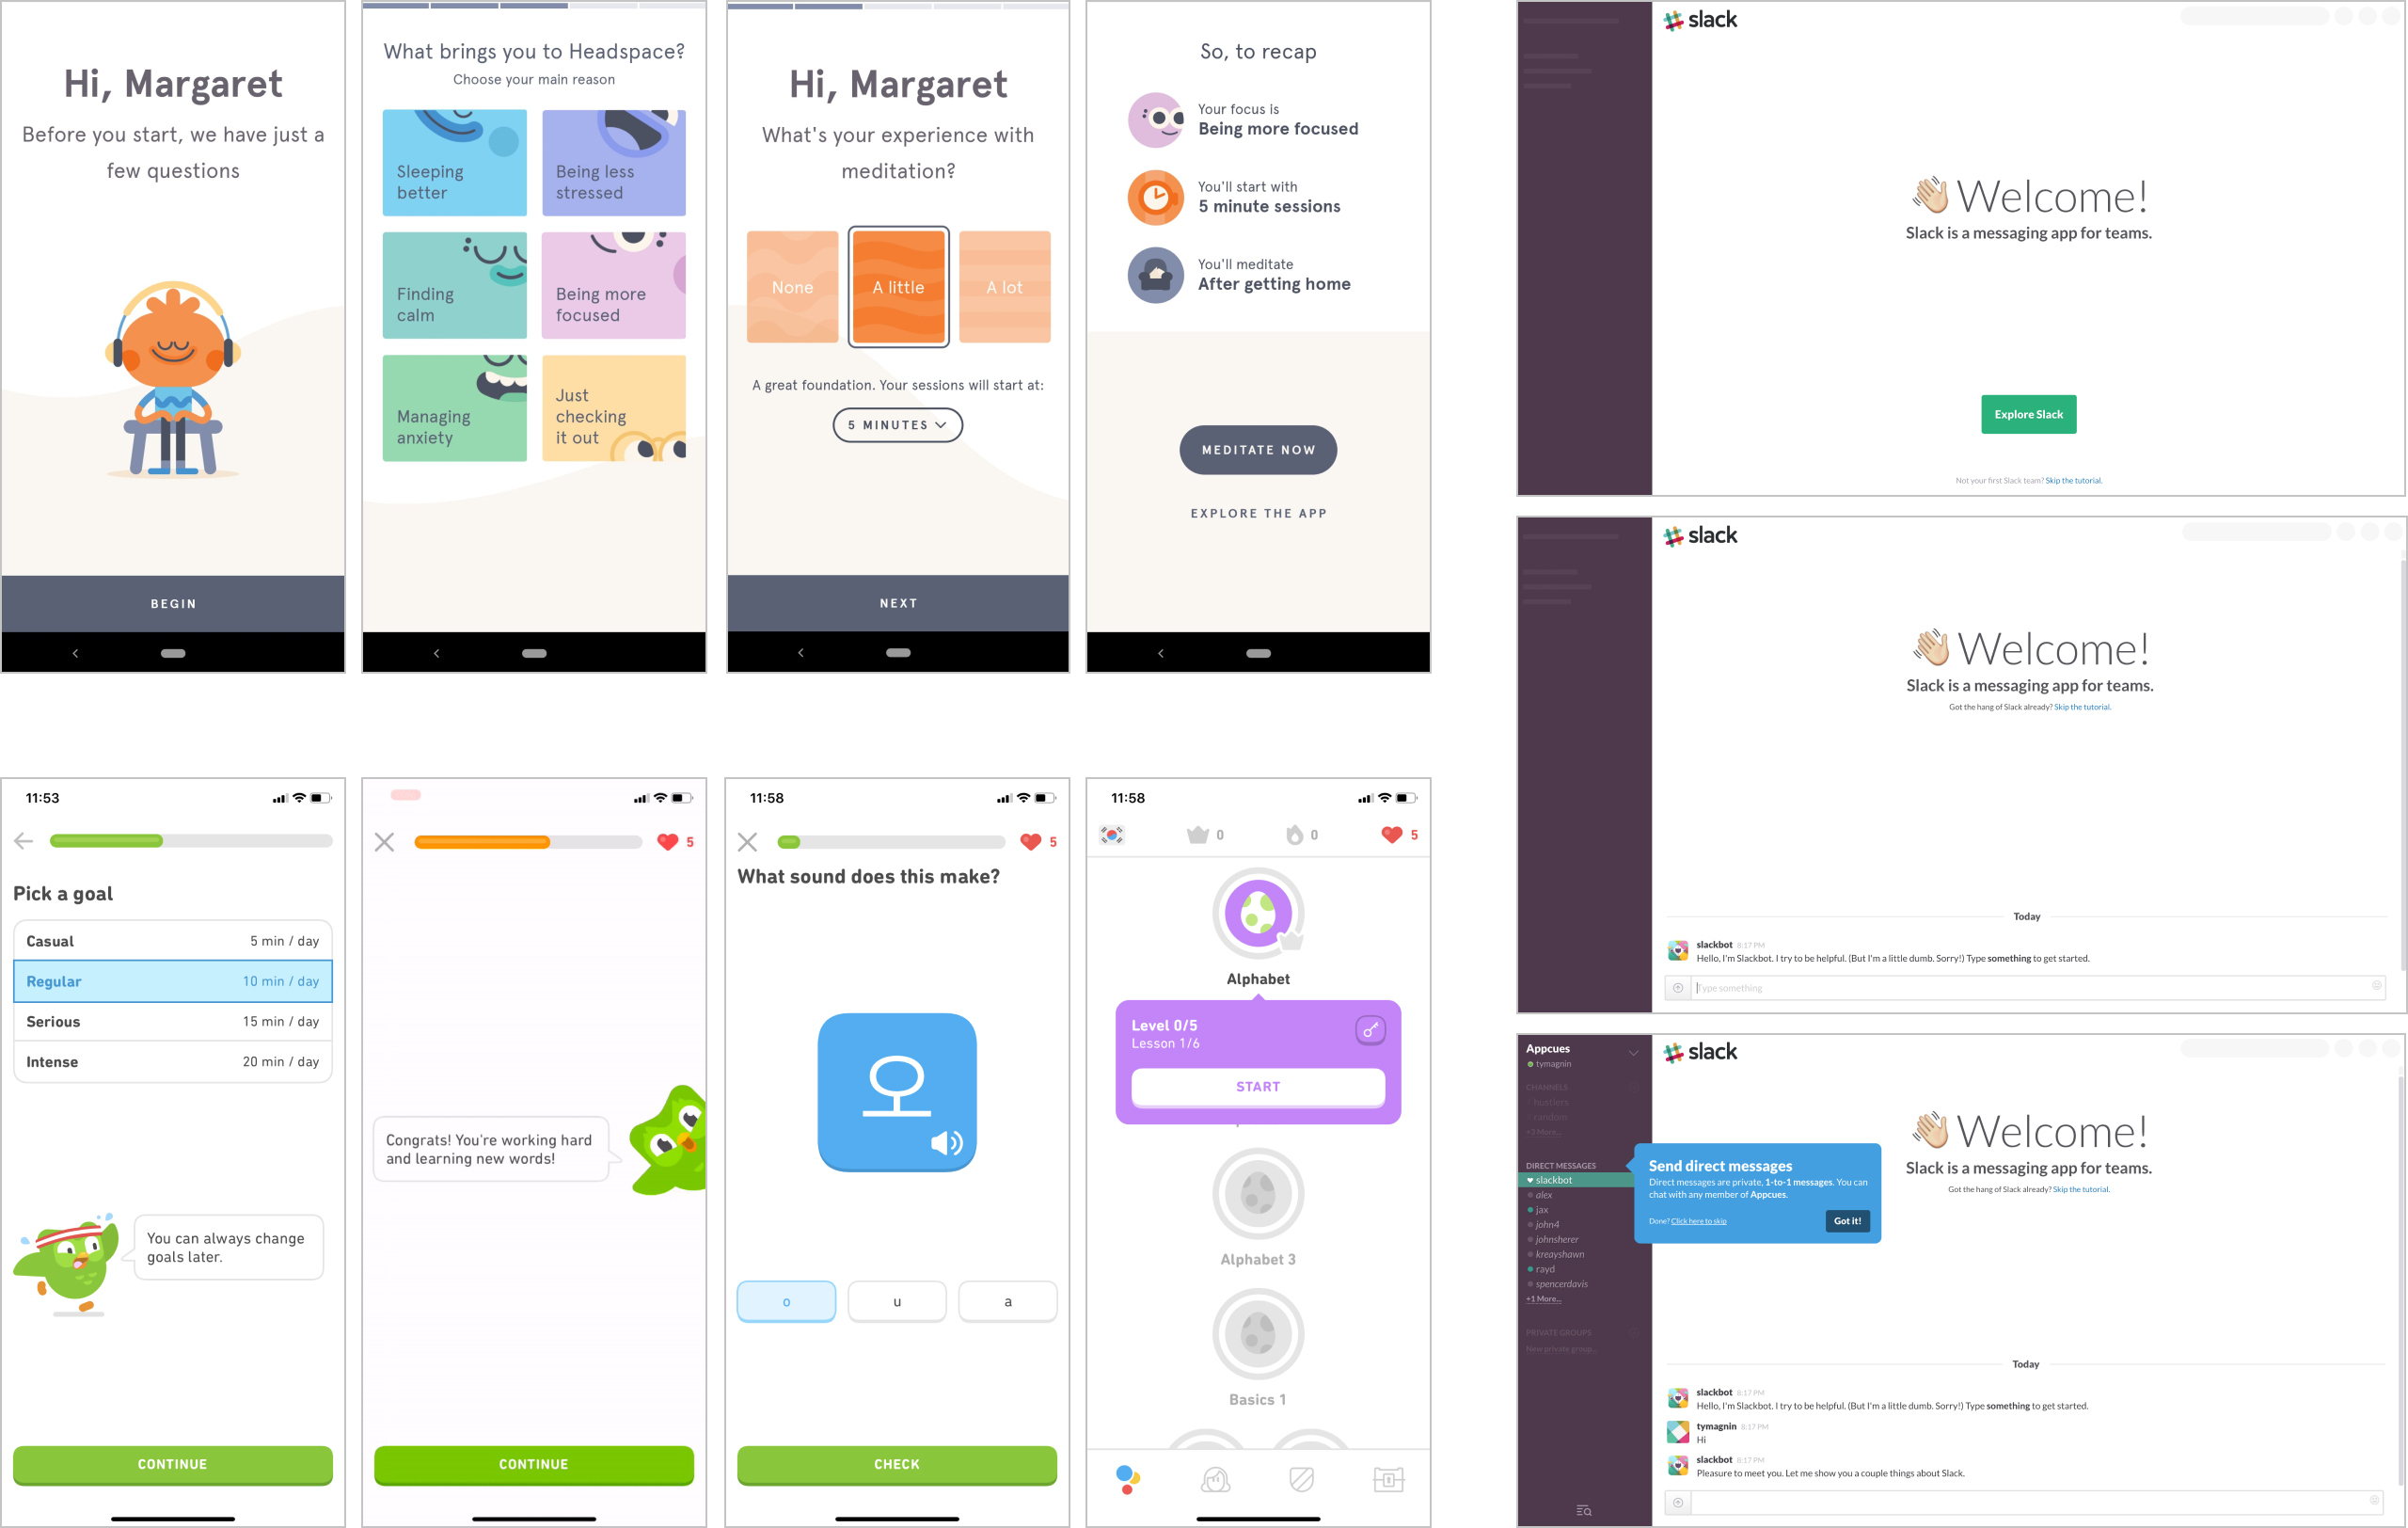 Hi, Margaret
Before you start, we have just a
few questions
BEGIN
What brings you to Headspace?
Choose your main reason
Sleeping
better
Being less
stressed
Finding
calm
Being more
focused
Managing
anxiety
Just
checking
it out
Hi, Margaret
What's your experience with
meditation?
None
A little
A lot
A great foundation. Your sessions will start at:
5 MINUTES
NEXT
So, to recap
Your focus is
Being more focused
You'll start with
5 minute sessions
You'll meditate
After getting home
MEDITATE NOW
EXPLORE THE APP
11:53
Pick a goal
Casual 5 min / day
Regular 10 min / day
Serious 15 min / day
Intense 20 min / day
You can always change
goals later.
CONTINUE
5
Congrats! You're working hard
and learning new words!
CONTINUE
11:58
5
What sound does this make?
오
o
u
a
CHECK
11:58
0
0
5
Alphabet
Level 0/5
Lesson 1/6
START
Alphabet 3
Basics 1
slack
Welcome!
Slack is a messaging app for teams.
Explore Slack
Not your first Slack team? Skip the tutorial.
slack
Welcome!
Slack is a messaging app for teams.
Got the hang of Slack already? Skip the tutorial.
Today
slackbot 8:17 PM
Hello, I'm Slackbot. I try to be helpful. (But I'm a little dumb. Sorry!) Type something to get started.
Type something
Appcues
tymagnin
CHANNELS
hustlers
random
+3 More...
DIRECT MESSAGES
slackbot
alex
jax
john4
johnsherer
kreayshawn
rayd
spencerdavis
+1 More...
PRIVATE GROUPS
New private group...
slack
Welcome!
Slack is a messaging app for teams.
Got the hang of Slack already? Skip the tutorial.
Send direct messages
Direct messages are private, 1-to-1 messages. You can
chat with any member of Appcues.
Done? Click here to skip
Got it!
Today
slackbot 8:17 PM
Hello, I'm Slackbot. I try to be helpful. (But I'm a little dumb. Sorry!) Type something to get started.
tymagnin 8:17 PM
Hi
slackbot 8:17 PM
Pleasure to meet you. Let me show you a couple things about Slack.